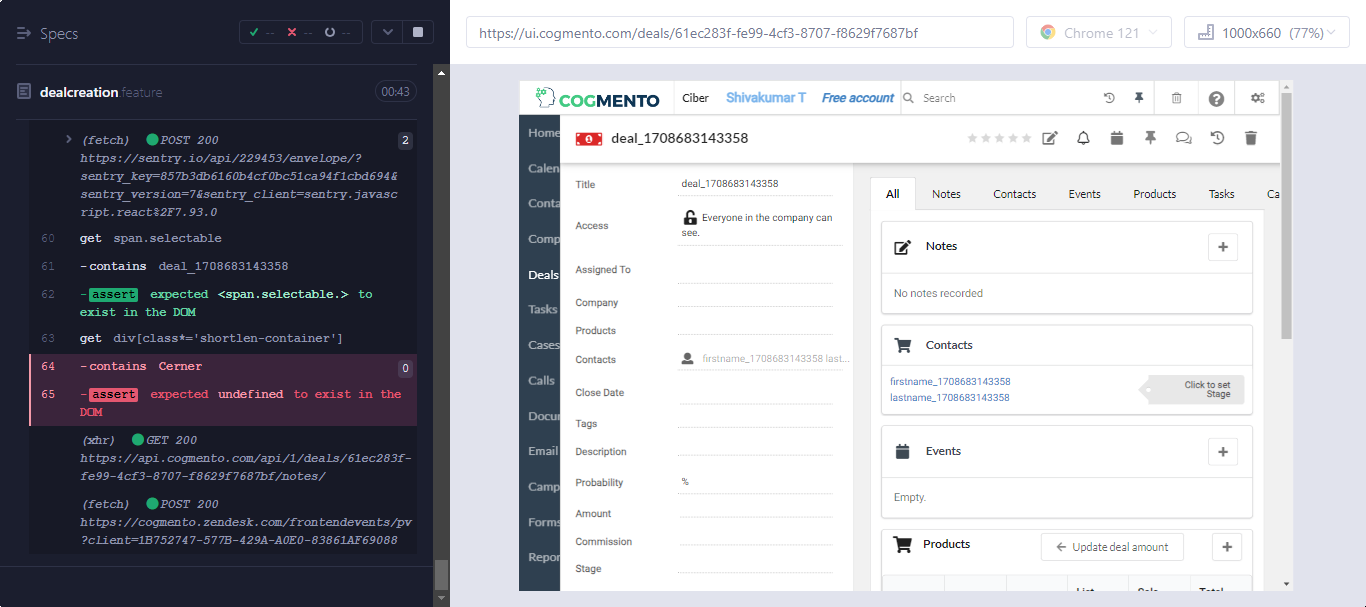 Specs
-- -- --
dealcreation.feature
00:43
(fetch) POST 200 2
https://sentry.io/api/229453/envelope/?
sentry_key=857b3db6160b4cf0bc51ca94f1cbd694&
sentry_version=7&sentry_client=sentry.javasc
ript.react%2F7.93.0
60 get span.selectable
61 -contains deal_1708683143358
62 -assert expected <span.selectable.> to
exist in the DOM
63 get div[class*='shortlen-container']
64 -contains Cerner 0
65 -assert expected undefined to exist in the
DOM
(xhr) GET 200
https://api.cogmento.com/api/1/deals/61ec283f-
fe99-4cf3-8707-f8629f7687bf/notes/
(fetch) POST 200
https://cogmento.zendesk.com/frontendevents/pv
?client=1B752747-577B-429A-A0E0-83861AF69088
https://ui.cogmento.com/deals/61ec283f-fe99-4cf3-8707-f8629f7687bf
Chrome 121
1000x660 (77%)
COGMENTO
Ciber
Shivakumar T
Free account
Search
Home
Calen
Conta
Comp
Deals
Tasks
Cases
Calls
Docur
Email
Camp
Forms
Repor
deal_1708683143358
Title deal_1708683143358
Access Everyone in the company can
see.
Assigned To
Company
Products
Contacts firstname_1708683143358 last...
Close Date
Tags
Description
Probability %
Amount
Commission
Stage
All Notes Contacts Events Products Tasks Ca
Notes
No notes recorded
Contacts
firstname_1708683143358
lastname_1708683143358
Click to set
Stage
Events
Empty.
Products
Update deal amount
List Sale Total